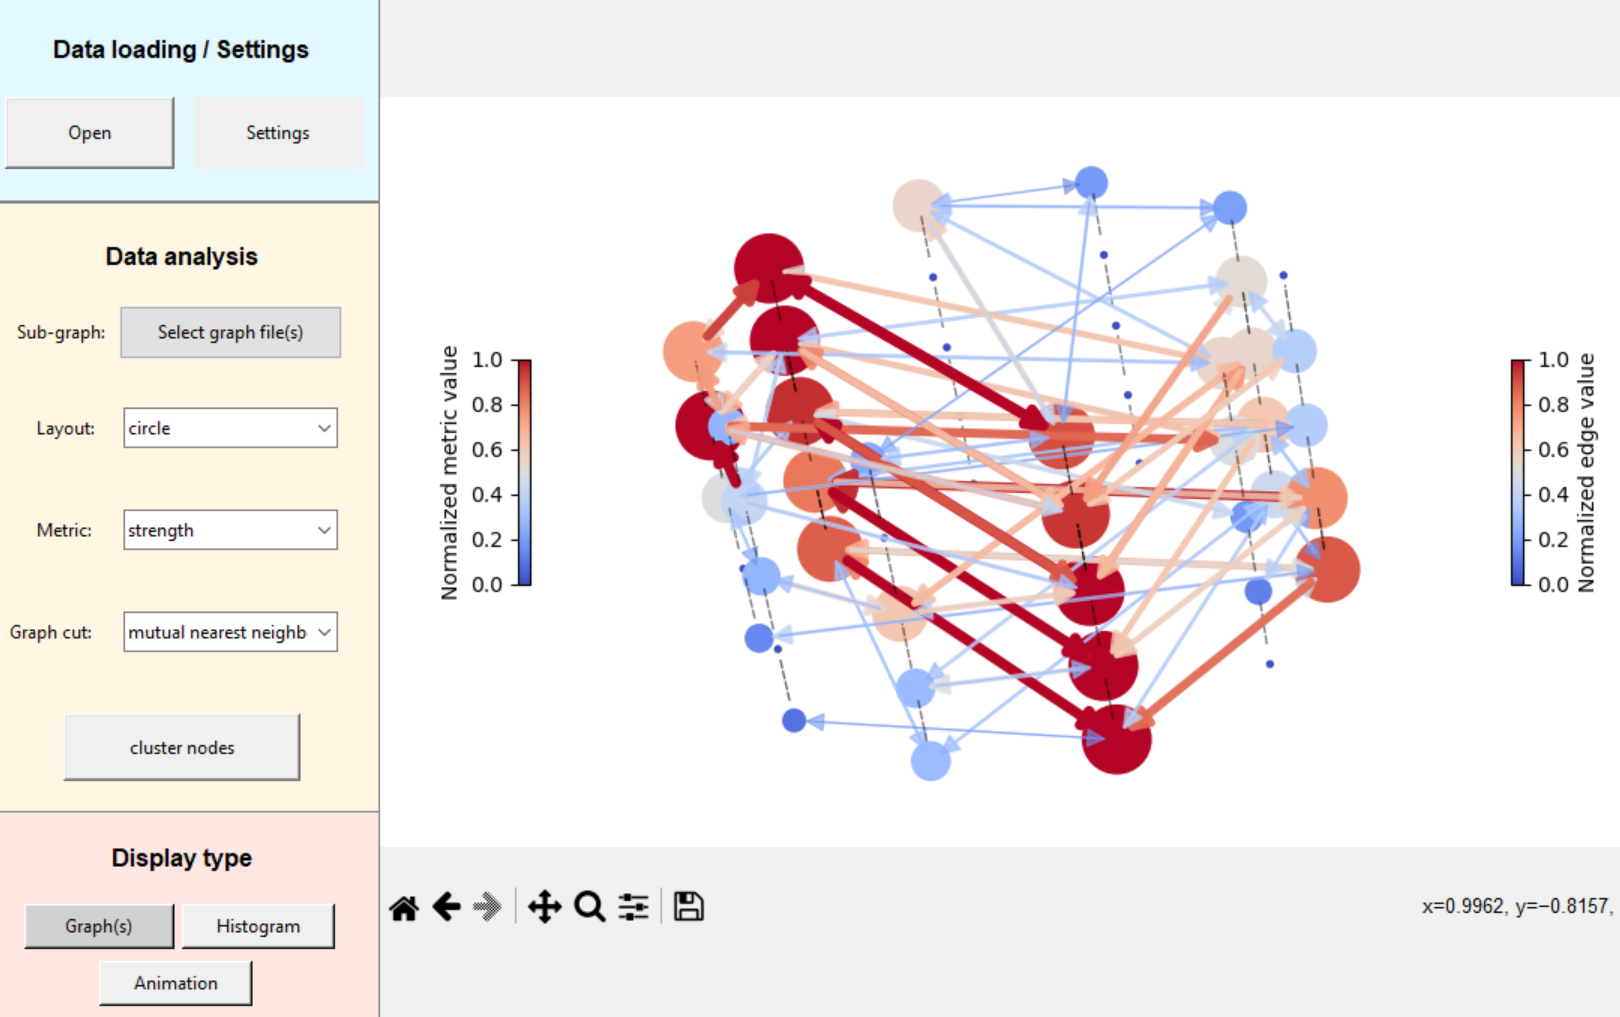 Data loading / Settings
Open
Settings
Data analysis
Sub-graph:
Select graph file(s)
Layout:
circle
Metric:
strength
Graph cut:
mutual nearest neighb
cluster nodes
Display type
Graph(s)
Histogram
Animation
Normalized metric value
1.0
0.8
0.6
0.4
0.2
0.0
1.0
0.8
0.6
0.4
0.2
0.0
Normalized edge value
x=0.9962, y=−0.8157,